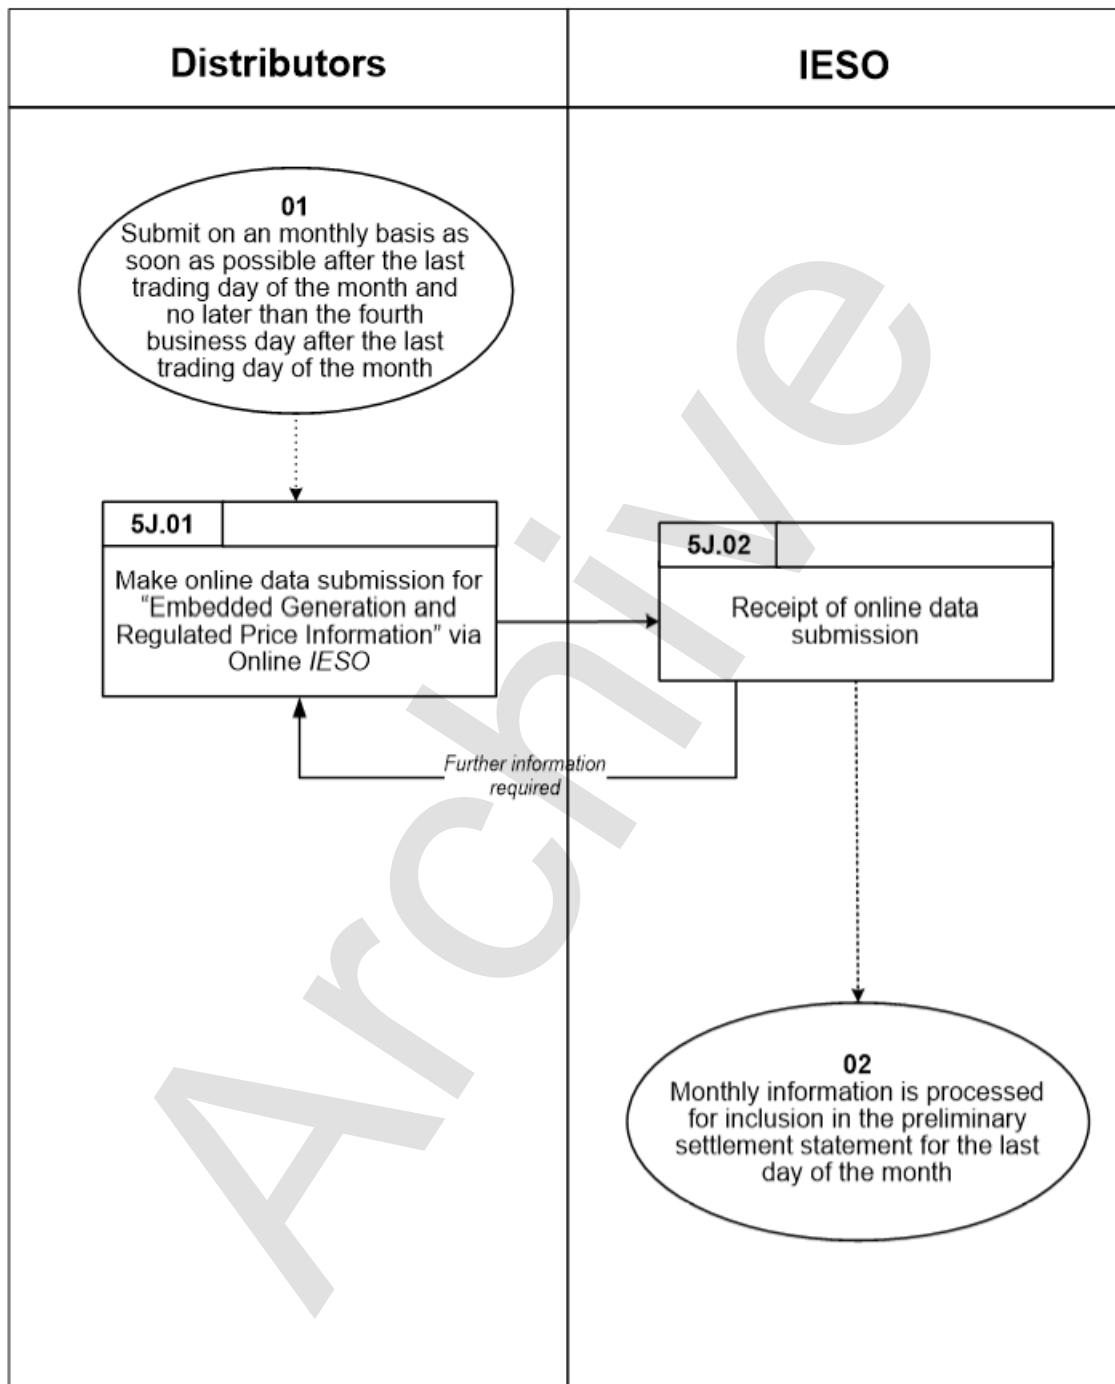 Distributors
IESO
01
Submit on an monthly basis as
soon as possible after the last
trading day of the month and
no later than the fourth
business day after the last
trading day of the month
5J.01
Make online data submission for
“Embedded Generation and
Regulated Price Information” via
Online IESO
5J.02
Receipt of online data
submission
Further information
required
02
Monthly information is processed
for inclusion in the preliminary
settlement statement for the last
day of the month
Archive